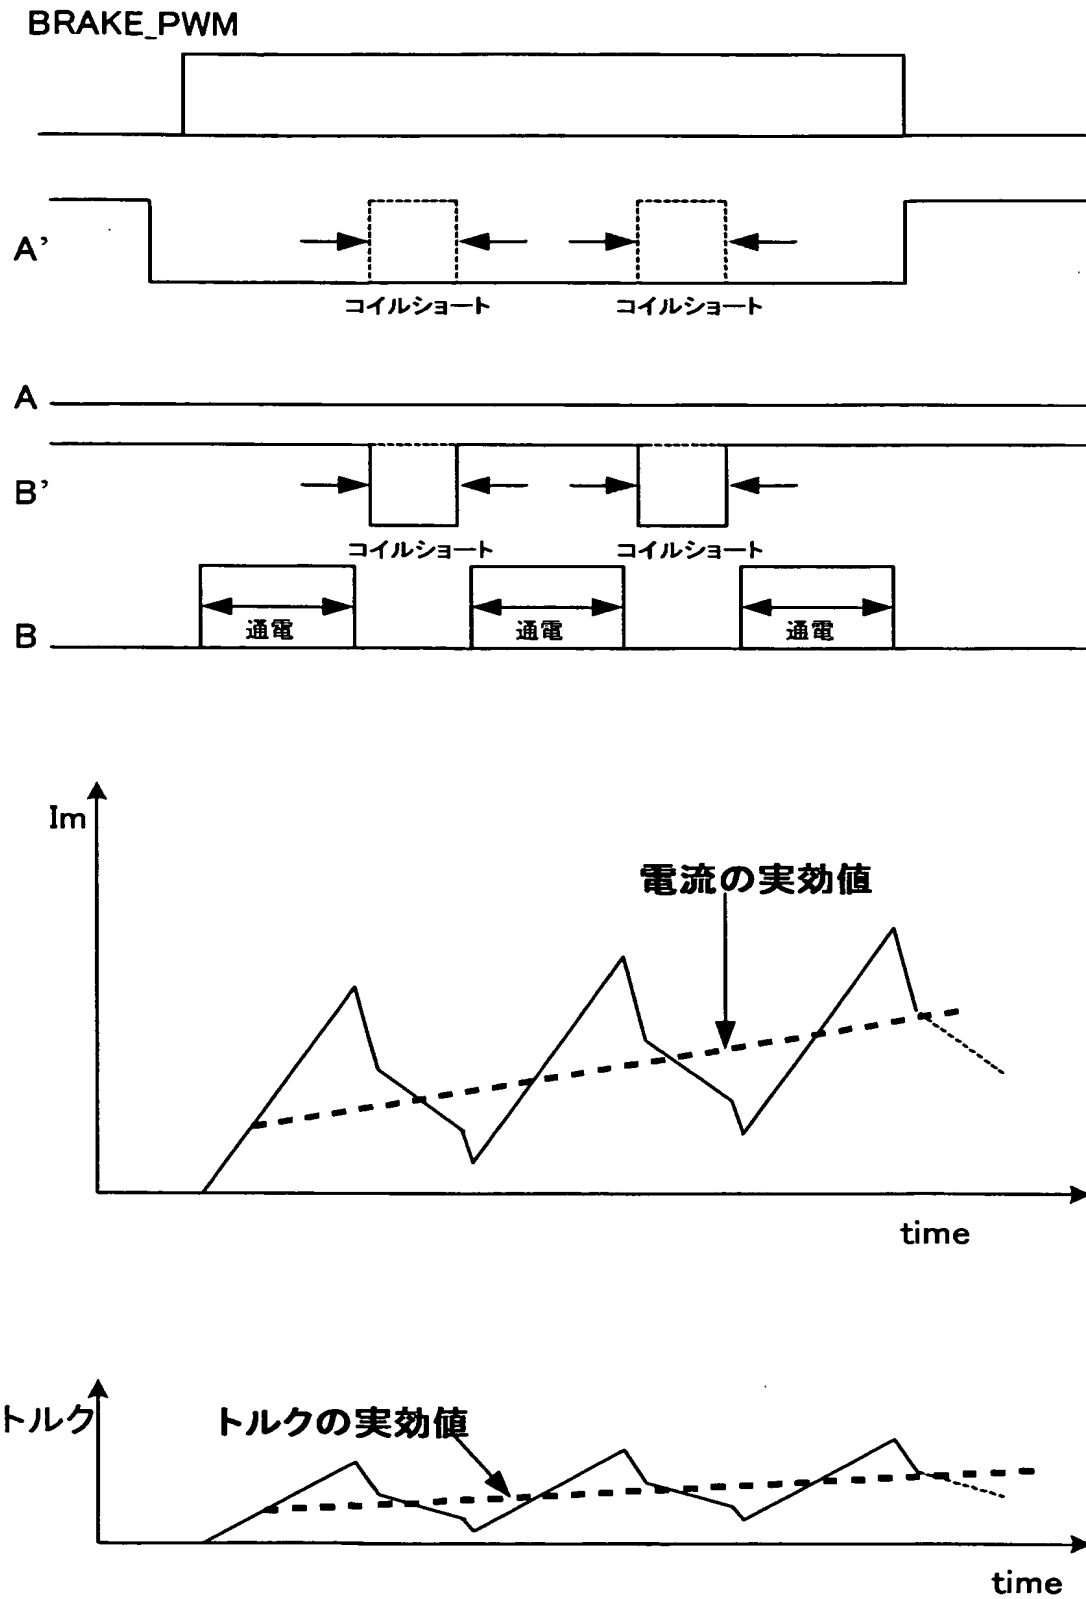 BRAKE_PWM
A'
コイルショート コイルショート
A
B'
コイルショート コイルショート
通電 通電 通電
B
Im
電流の実効値
time
トルク
トルクの実効値
time